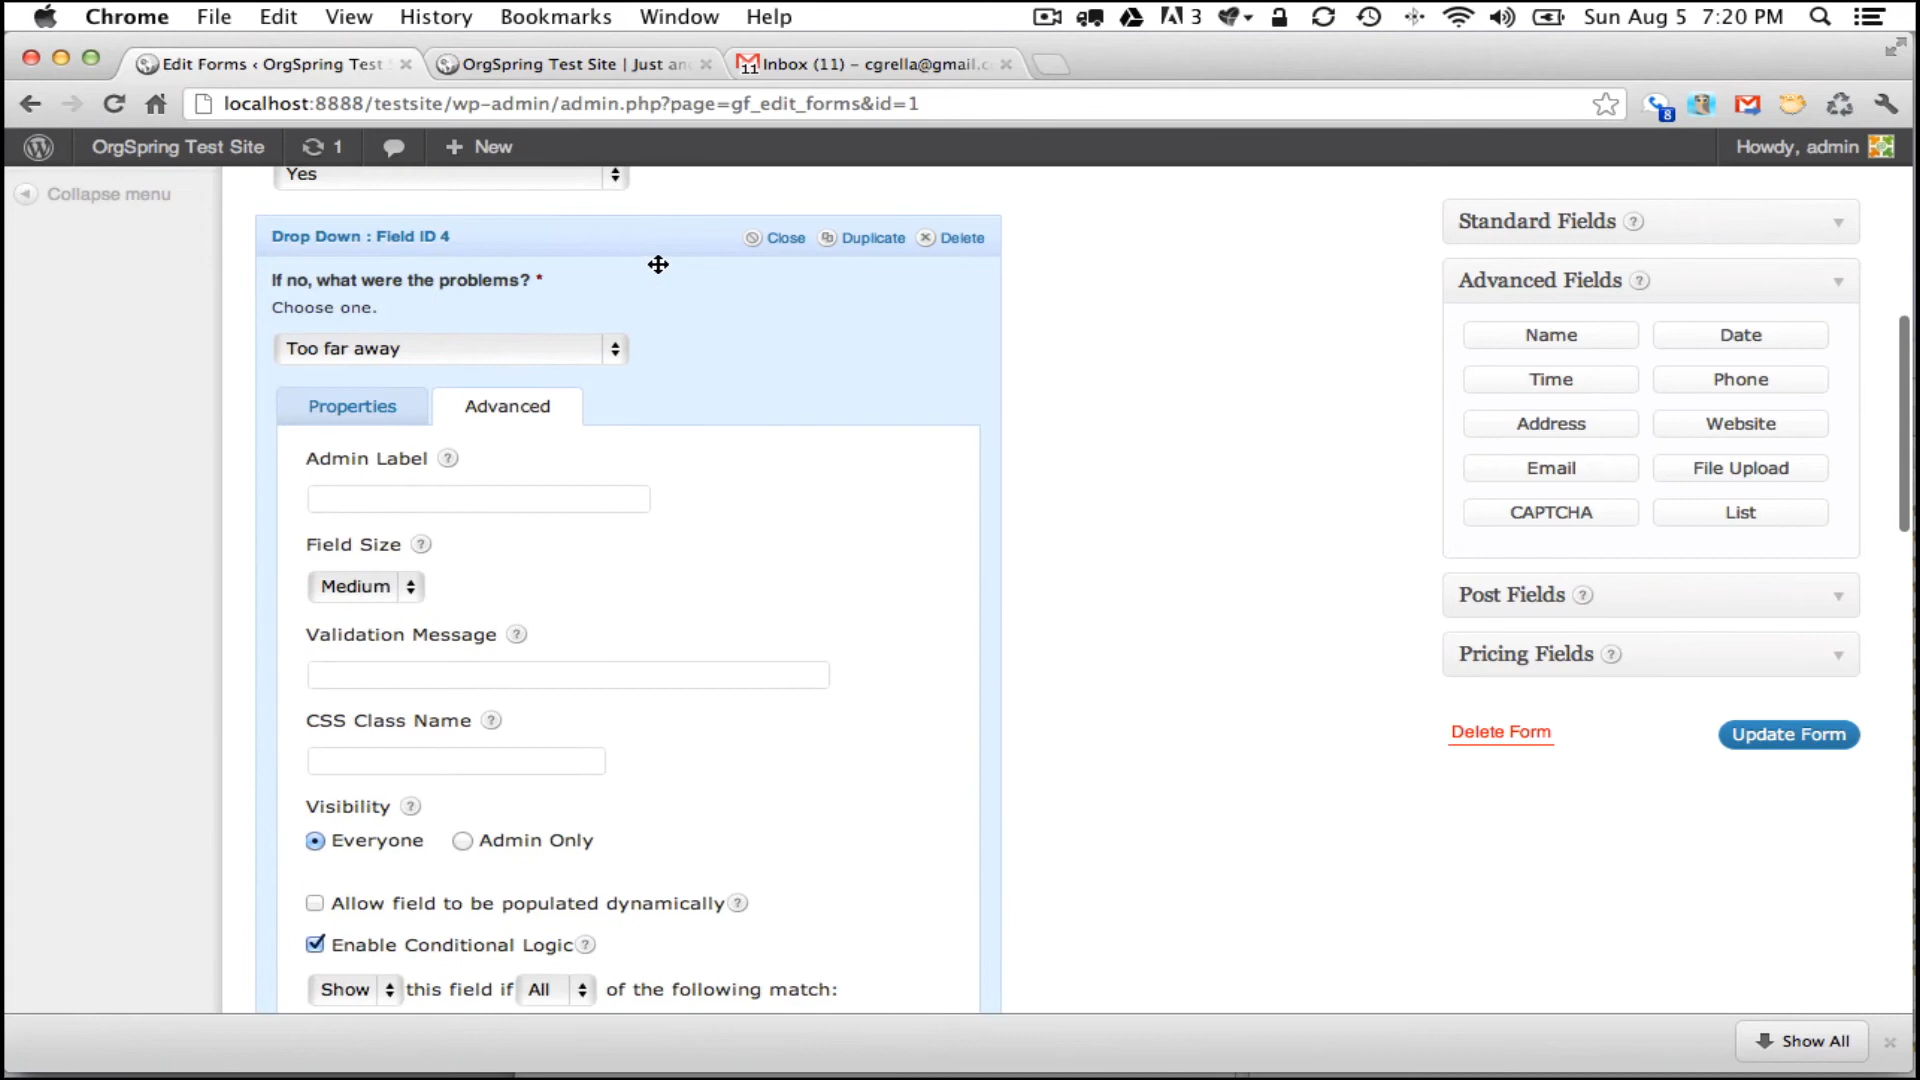 Chrome File Edit View History Bookmarks Window Help 3 Sun Aug 5 7:20 PM
Edit Forms ‹ OrgSpring Test OrgSpring Test Site | Just an 11 Inbox (11) – cgrella@gmail.c
localhost:8888/testsite/wp-admin/admin.php?page=gf_edit_forms&id=1 8
OrgSpring Test Site 1 + New Howdy, admin
Collapse menu
Yes
Drop Down : Field ID 4 Close Duplicate Delete
If no, what were the problems? *
Choose one.
Too far away
Properties Advanced
Admin Label ?
Field Size ?
Medium
Validation Message ?
CSS Class Name ?
Visibility ?
Everyone Admin Only
Allow field to be populated dynamically ?
Enable Conditional Logic ?
Show this field if All of the following match:
Standard Fields ?
Advanced Fields ?
Name Date
Time Phone
Address Website
Email File Upload
CAPTCHA List
Post Fields ?
Pricing Fields ?
Delete Form Update Form
Show All